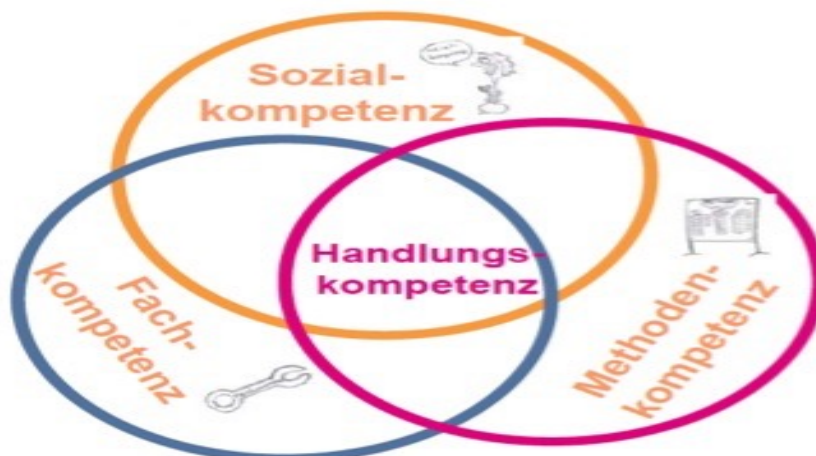 Sozial-
kompetenz
Handlungs-
kompetenz
Fach-
kompetenz
Methoden-
kompetenz